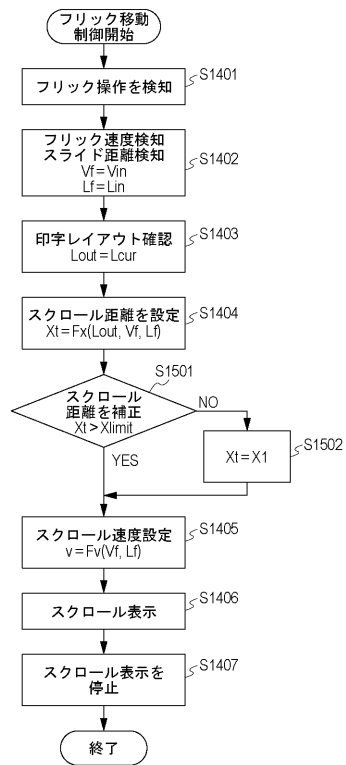 フリック移動
制御開始
フリック操作を検知
S1401
フリック速度検知
スライド距離検知
Vf=Vin
Lf=Lin
S1402
印字レイアウト確認
Lout=Lcur
S1403
スクロール距離を設定
Xt=Fx(Lout, Vf, Lf)
S1404
スクロール
距離を補正
Xt>Xlimit
S1501
NO
YES
Xt=X1
S1502
スクロール速度設定
v=Fv(Vf, Lf)
S1405
スクロール表示
S1406
スクロール表示を
停止
S1407
終了